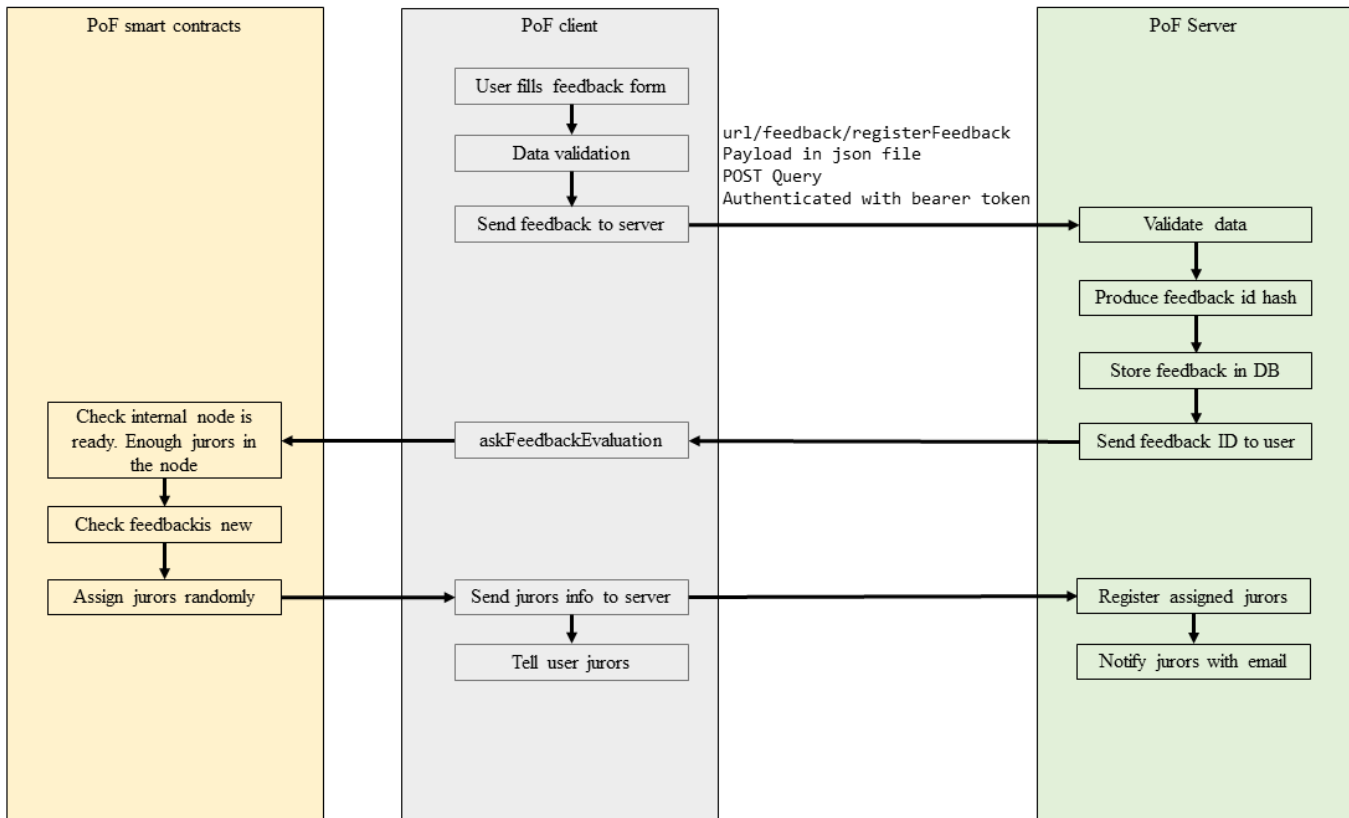 PoF smart contracts
PoF client
PoF Server
User fills feedback form
Data validation
Send feedback to server
url/feedback/registerFeedback
Payload in json file
POST Query
Authenticated with bearer token
Validate data
Produce feedback id hash
Store feedback in DB
Send feedback ID to user
askFeedbackEvaluation
Check internal node is
ready. Enough jurors in
the node
Check feedbackis new
Assign jurors randomly
Send jurors info to server
Tell user jurors
Register assigned jurors
Notify jurors with email